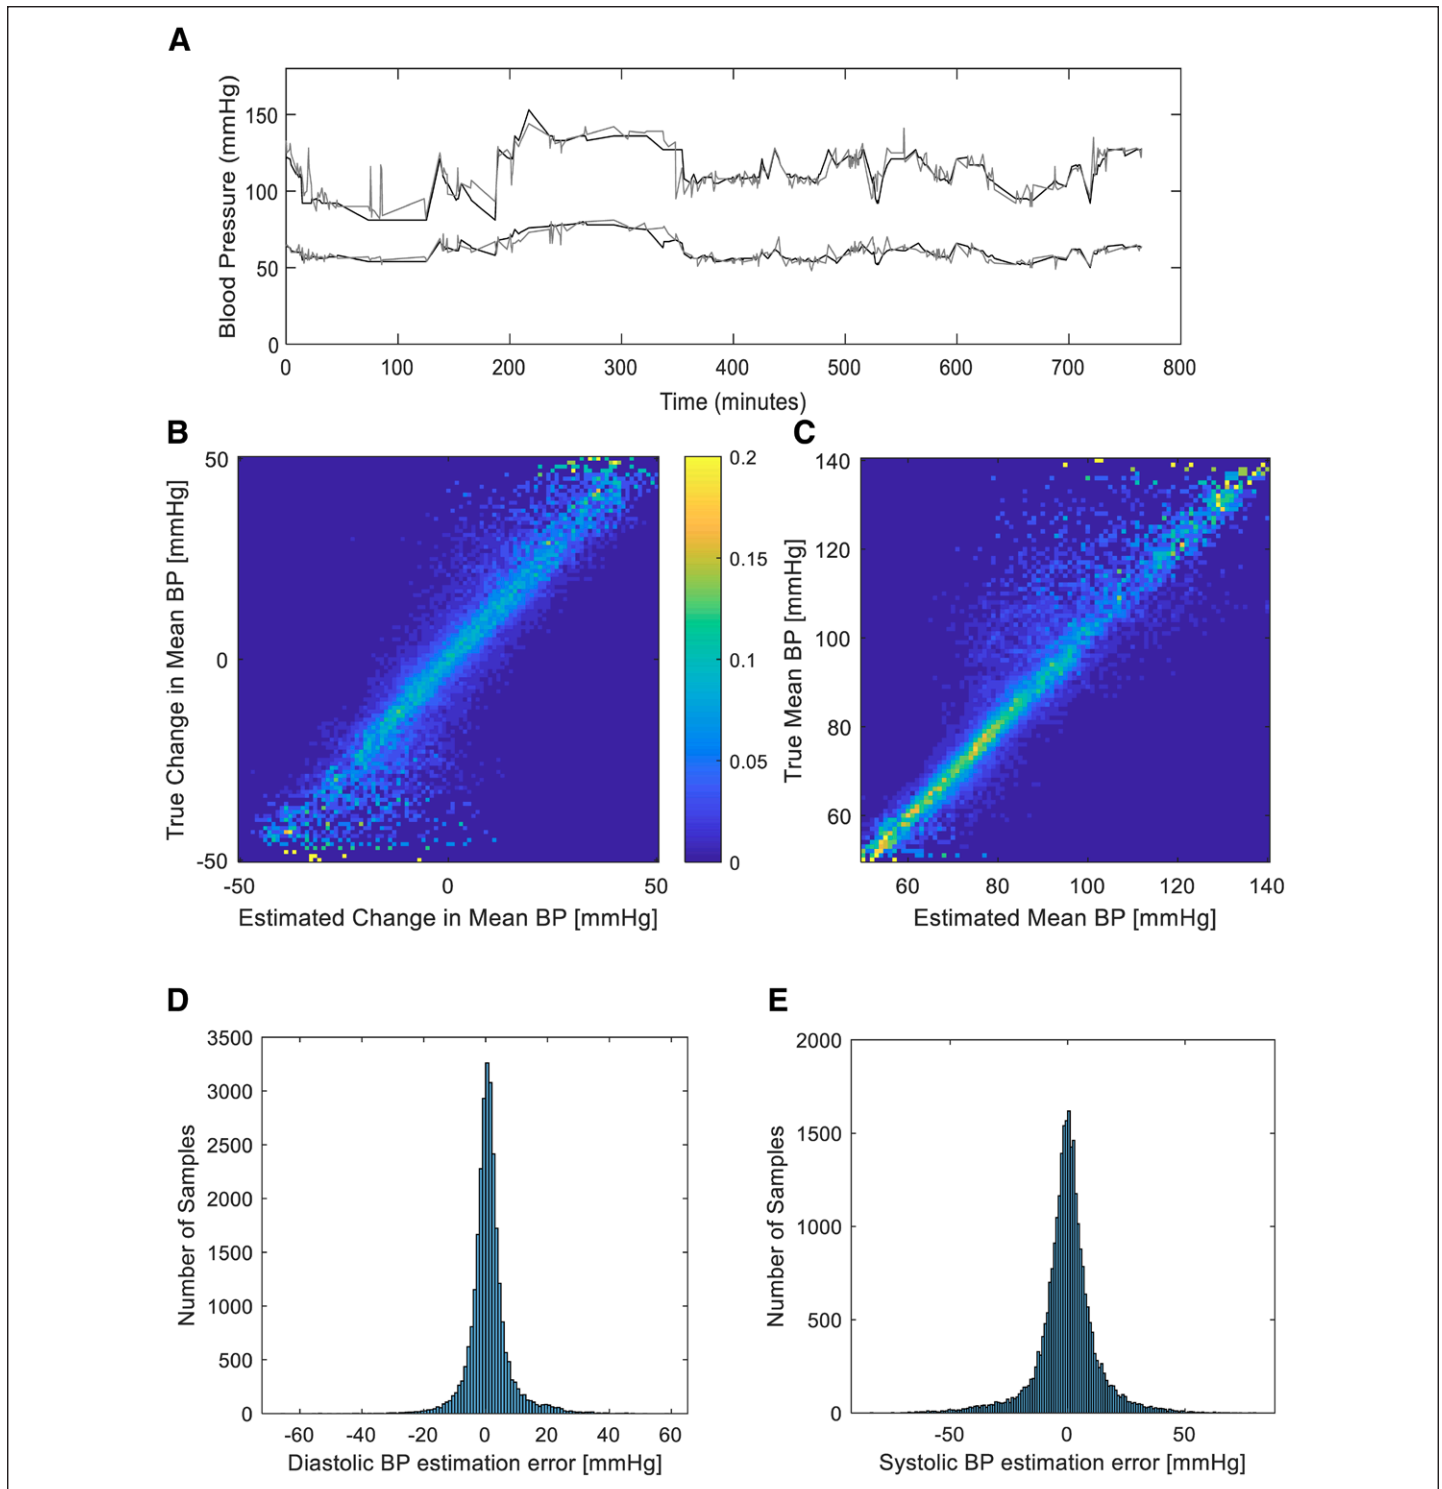 A
Blood Pressure (mmHg)
150
100
50
0
0 100 200 300 400 500 600 700 800
Time (minutes)
B
True Change in Mean BP [mmHg]
50
0
-50
-50 0 50
Estimated Change in Mean BP [mmHg]
0.2
0.15
0.1
0.05
0
C
True Mean BP [mmHg]
140
120
100
80
60
60 80 100 120 140
Estimated Mean BP [mmHg]
D
Number of Samples
3500
3000
2500
2000
1500
1000
500
0
-60 -40 -20 0 20 40 60
Diastolic BP estimation error [mmHg]
E
Number of Samples
2000
1500
1000
500
0
-50 0 50
Systolic BP estimation error [mmHg]